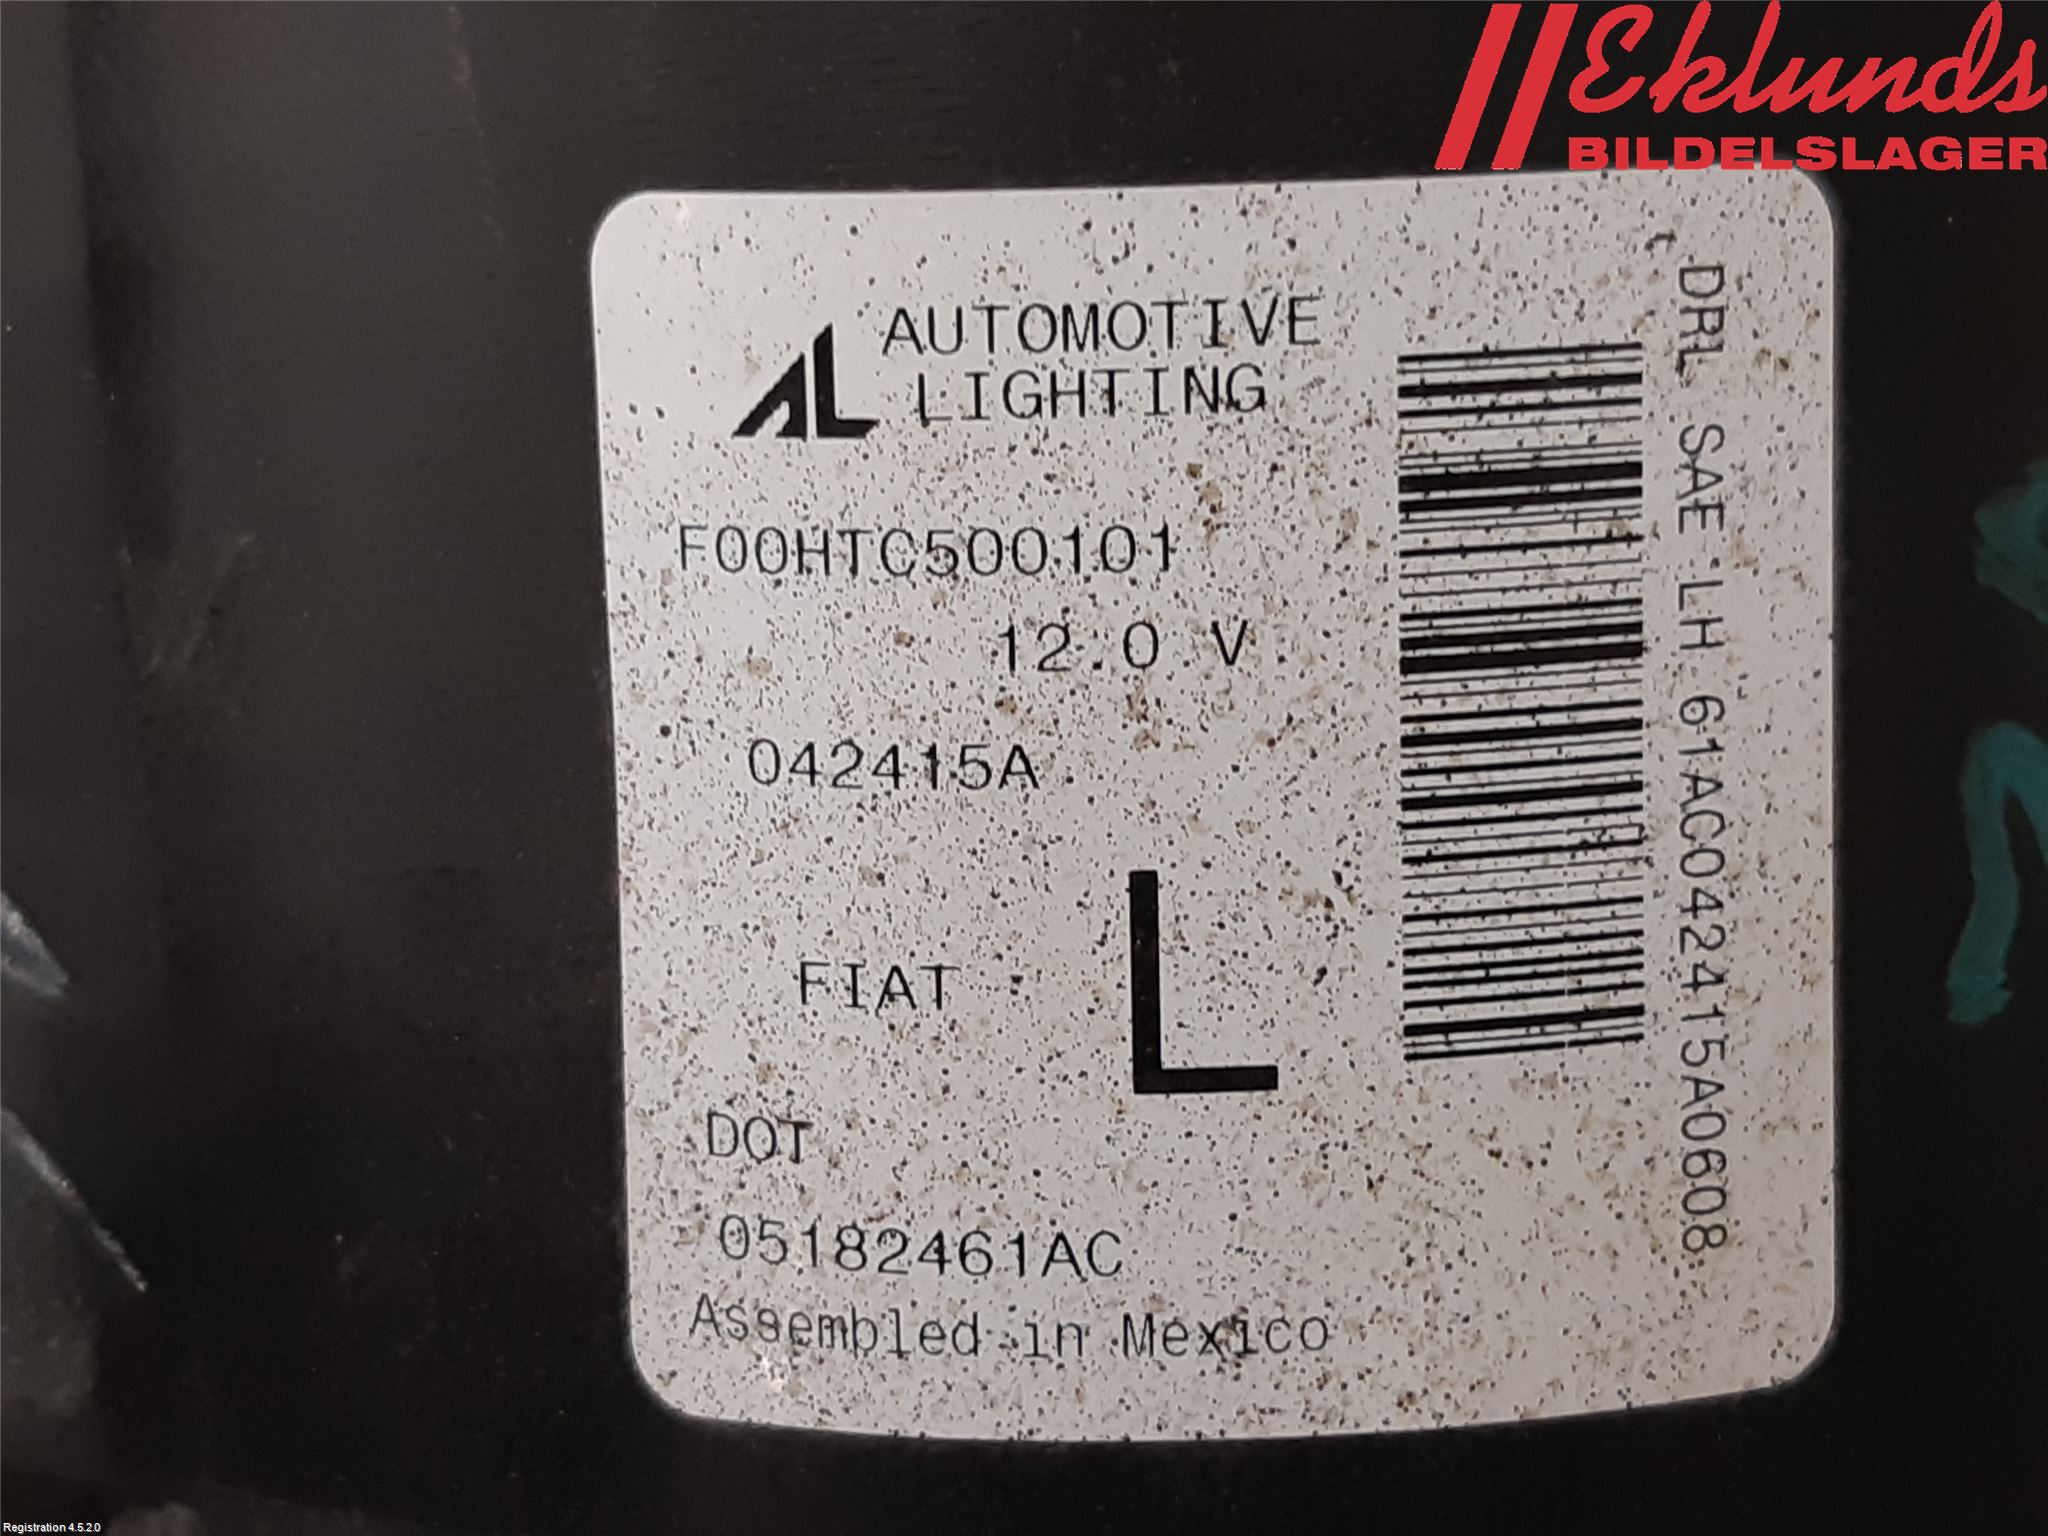 Eklunds
BILDELSLAGER
AL
AUTOMOTIVE
LIGHTING
F00HTC500101
12.0 V
042415A
FIAT
L
DOT
05182461AC
Assembled in Mexico
DRL SAE LH 61AC042415A0608
Registration 4.5.2.0